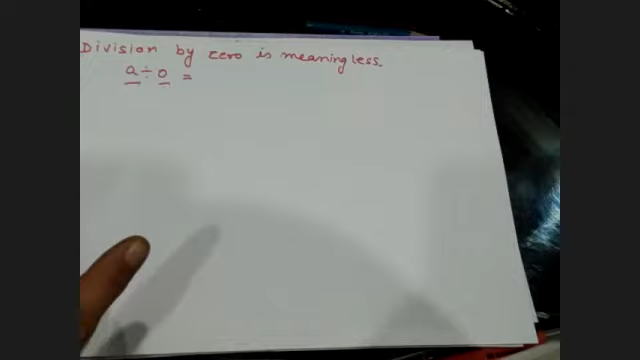 Division by zero is meaningless.
a ÷ 0 =